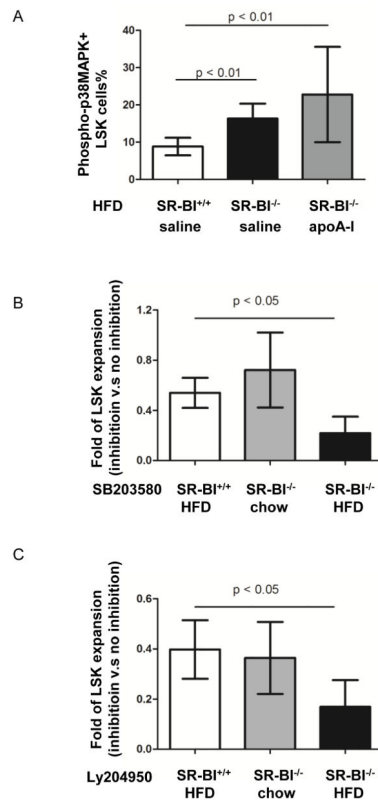 A
Phospho-p38MAPK+
LSK cells%
40
30
20
10
0
p < 0.01
p < 0.01
HFD
SR-BI+/+
saline
SR-BI-/-
saline
SR-BI-/-
apoA-I
B
Fold of LSK expansion
(inhibitioin v.s no inhibition)
1.2
0.8
0.4
0.0
p < 0.05
SB203580
SR-BI+/+
HFD
SR-BI-/-
chow
SR-BI-/-
HFD
C
Fold of LSK expansion
(inhibitioin v.s no inhibition)
0.6
0.4
0.2
0.0
p < 0.05
Ly204950
SR-BI+/+
HFD
SR-BI-/-
chow
SR-BI-/-
HFD